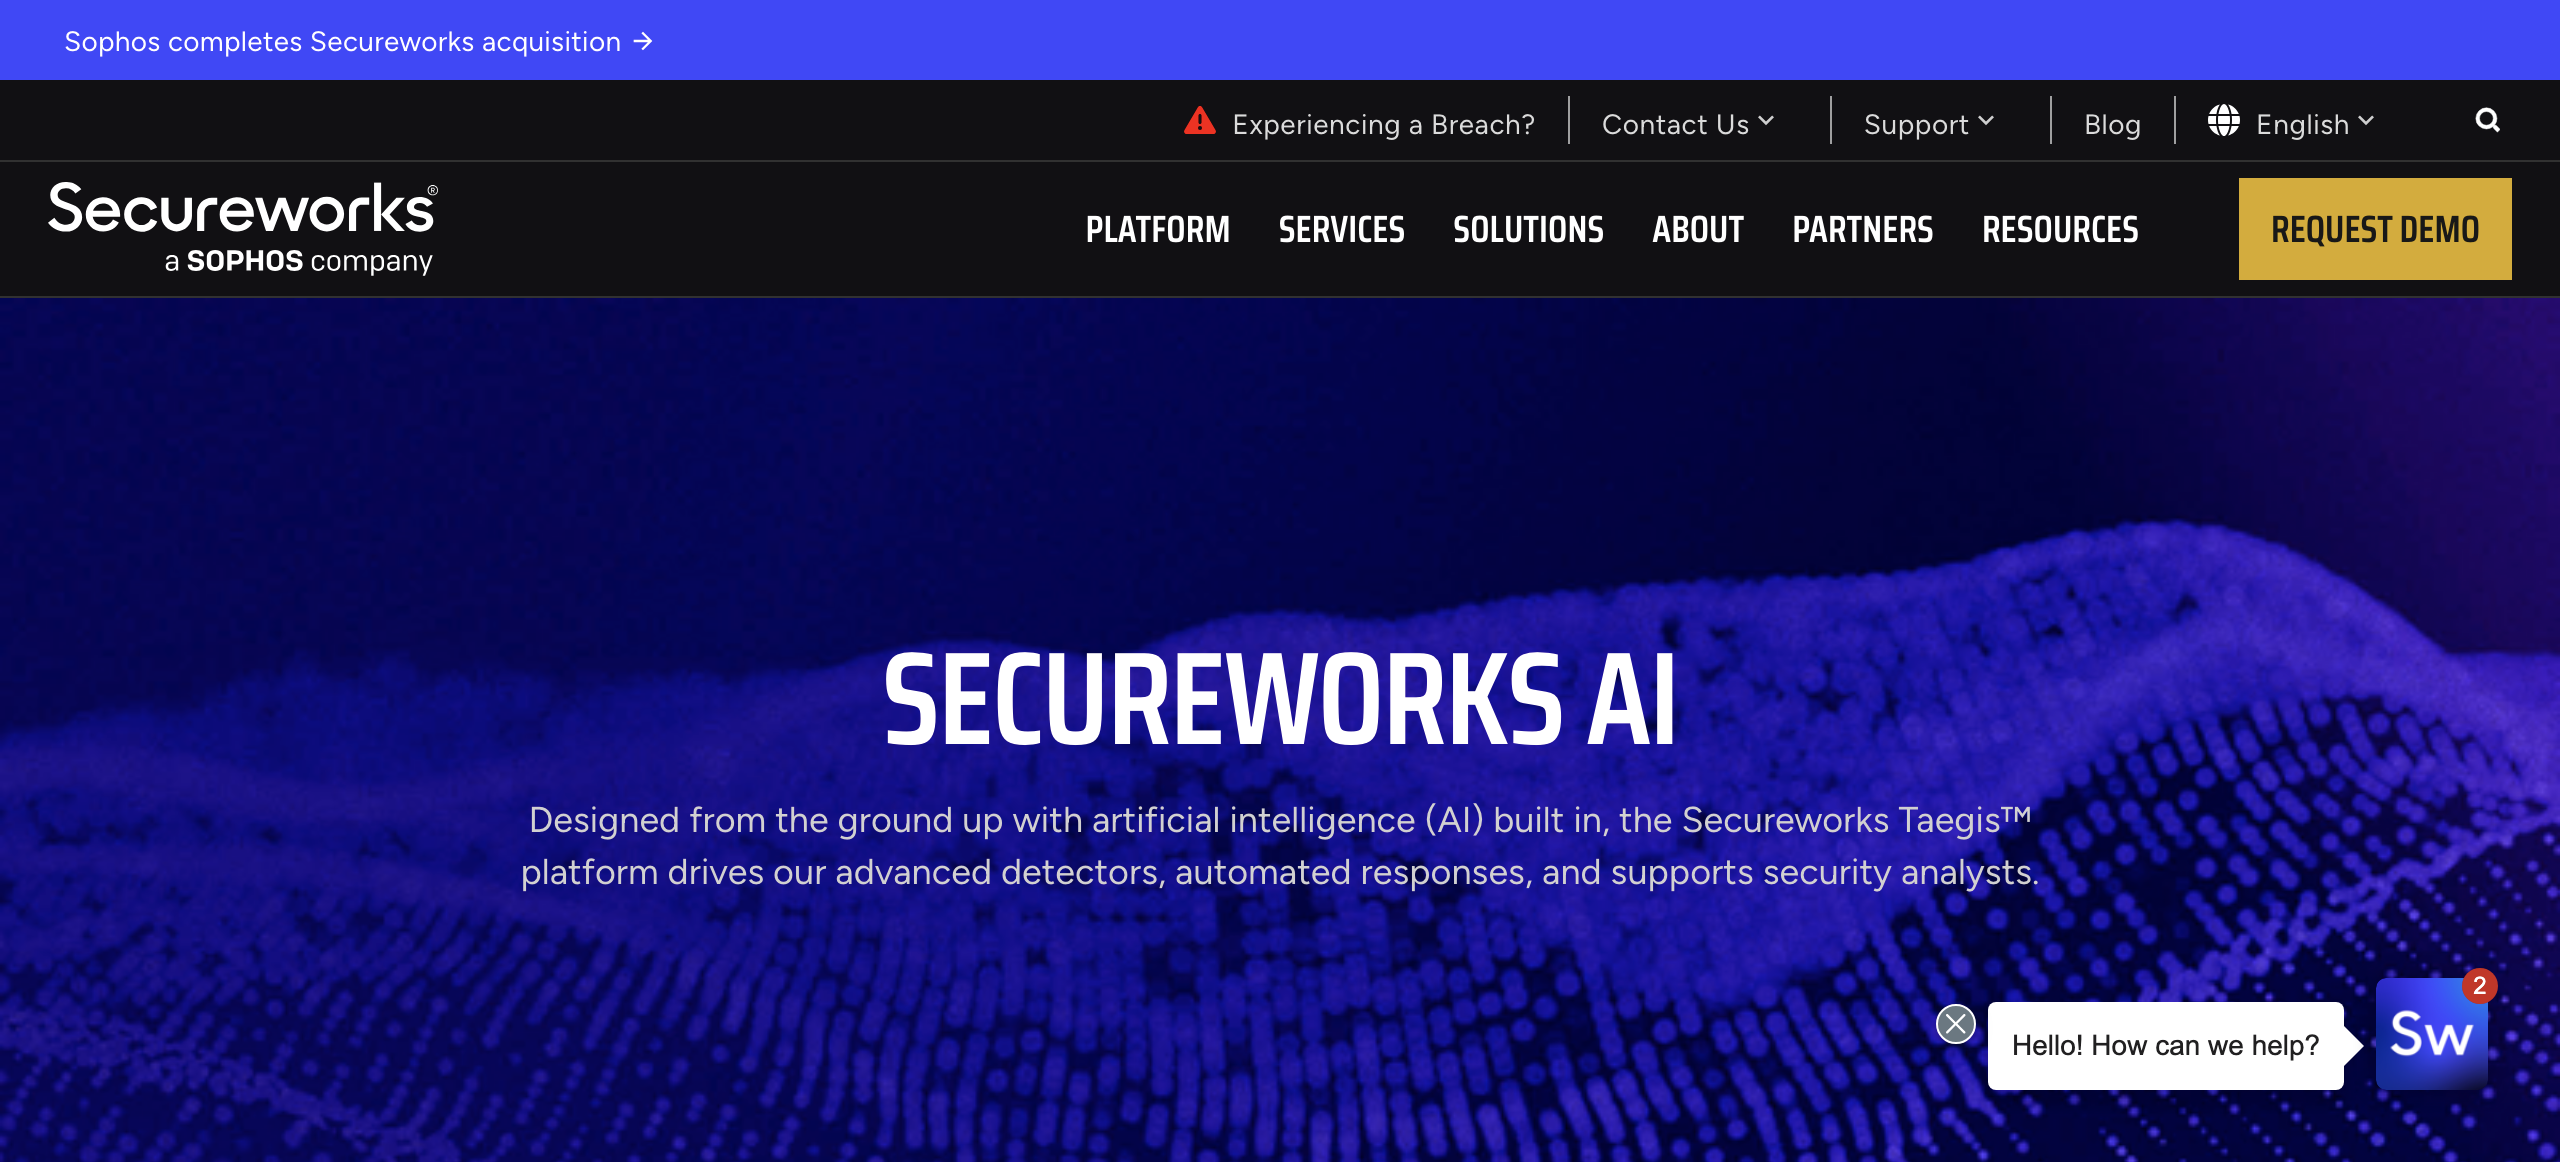 Sophos completes Secureworks acquisition →
Experiencing a Breach?
Contact Us
Support
Blog
English
Secureworks®
a SOPHOS company
PLATFORM
SERVICES
SOLUTIONS
ABOUT
PARTNERS
RESOURCES
REQUEST DEMO
SECUREWORKS AI
Designed from the ground up with artificial intelligence (AI) built in, the Secureworks Taegis™
platform drives our advanced detectors, automated responses, and supports security analysts.
Hello! How can we help?
Sw
2